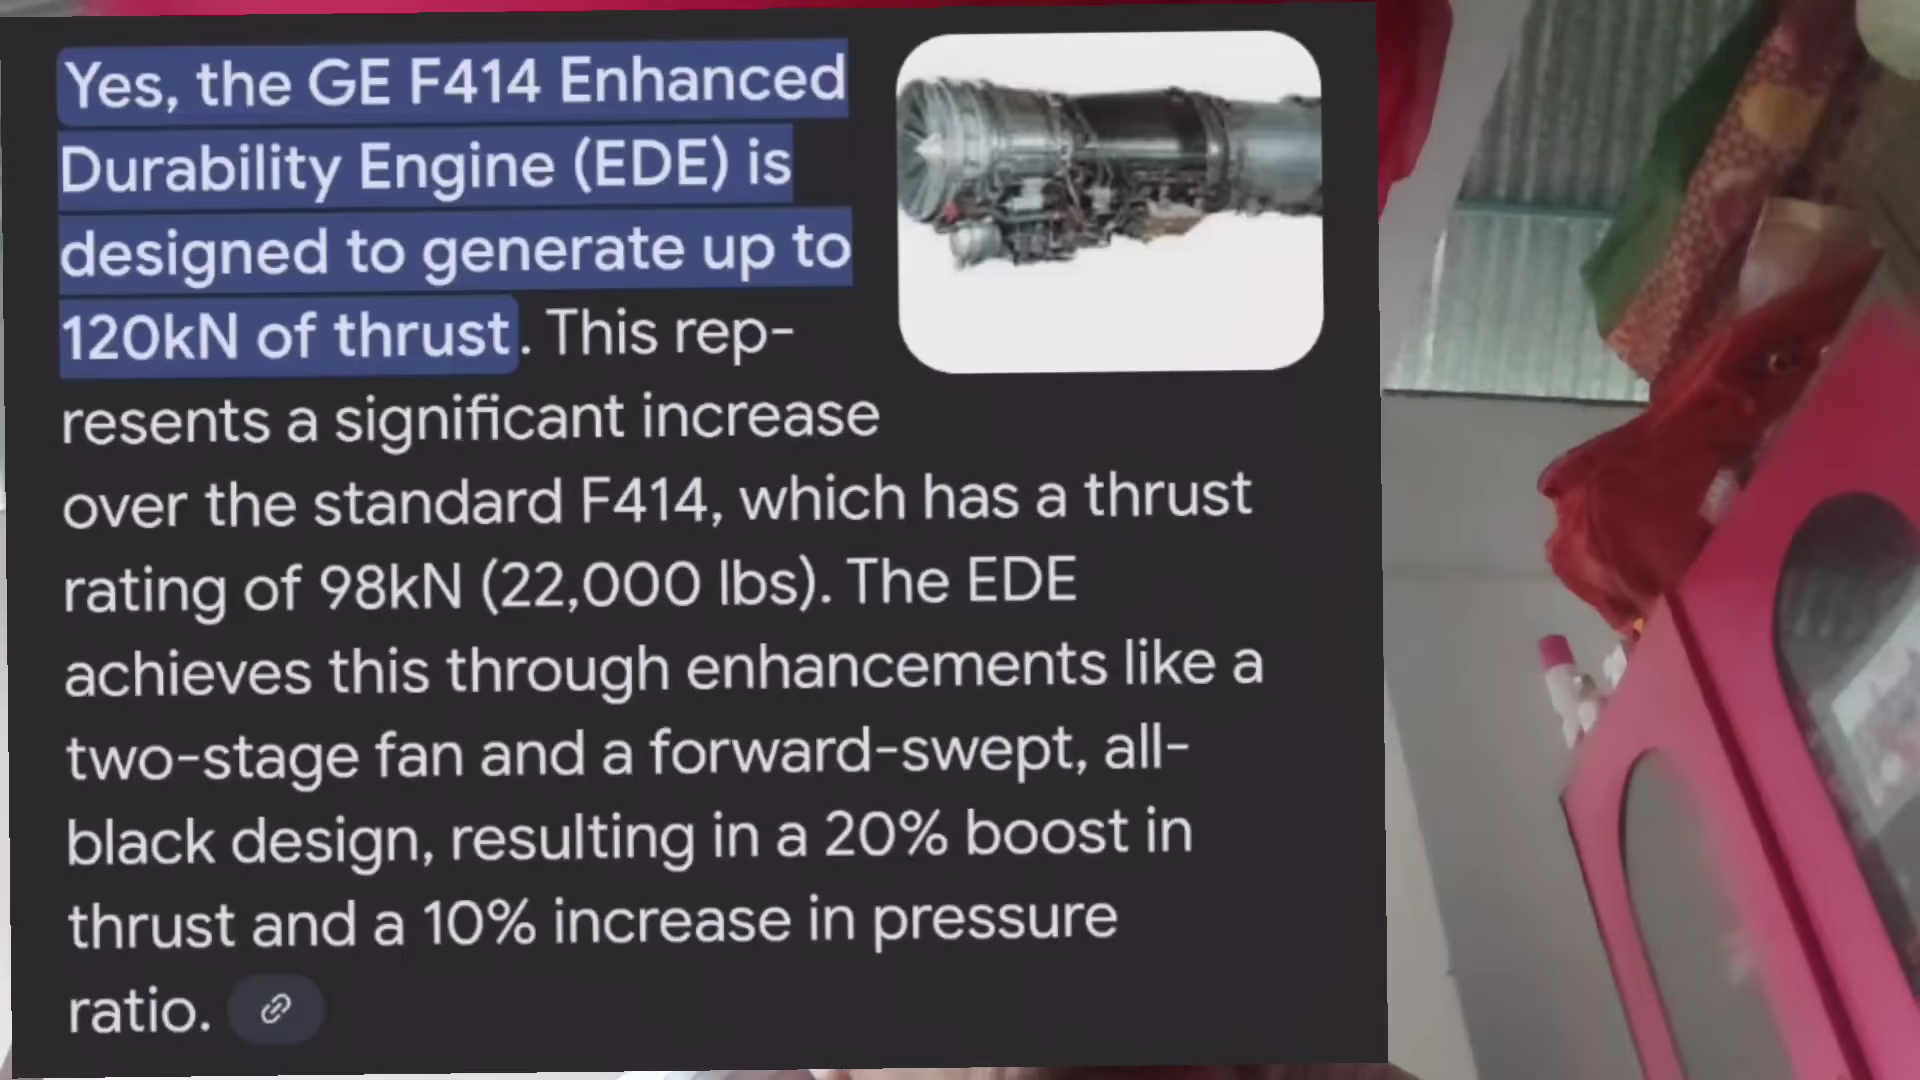 Yes, the GE F414 Enhanced
Durability Engine (EDE) is
designed to generate up to
120kN of thrust. This rep-
resents a significant increase
over the standard F414, which has a thrust
rating of 98kN (22,000 lbs). The EDE
achieves this through enhancements like a
two-stage fan and a forward-swept, all-
black design, resulting in a 20% boost in
thrust and a 10% increase in pressure
ratio.